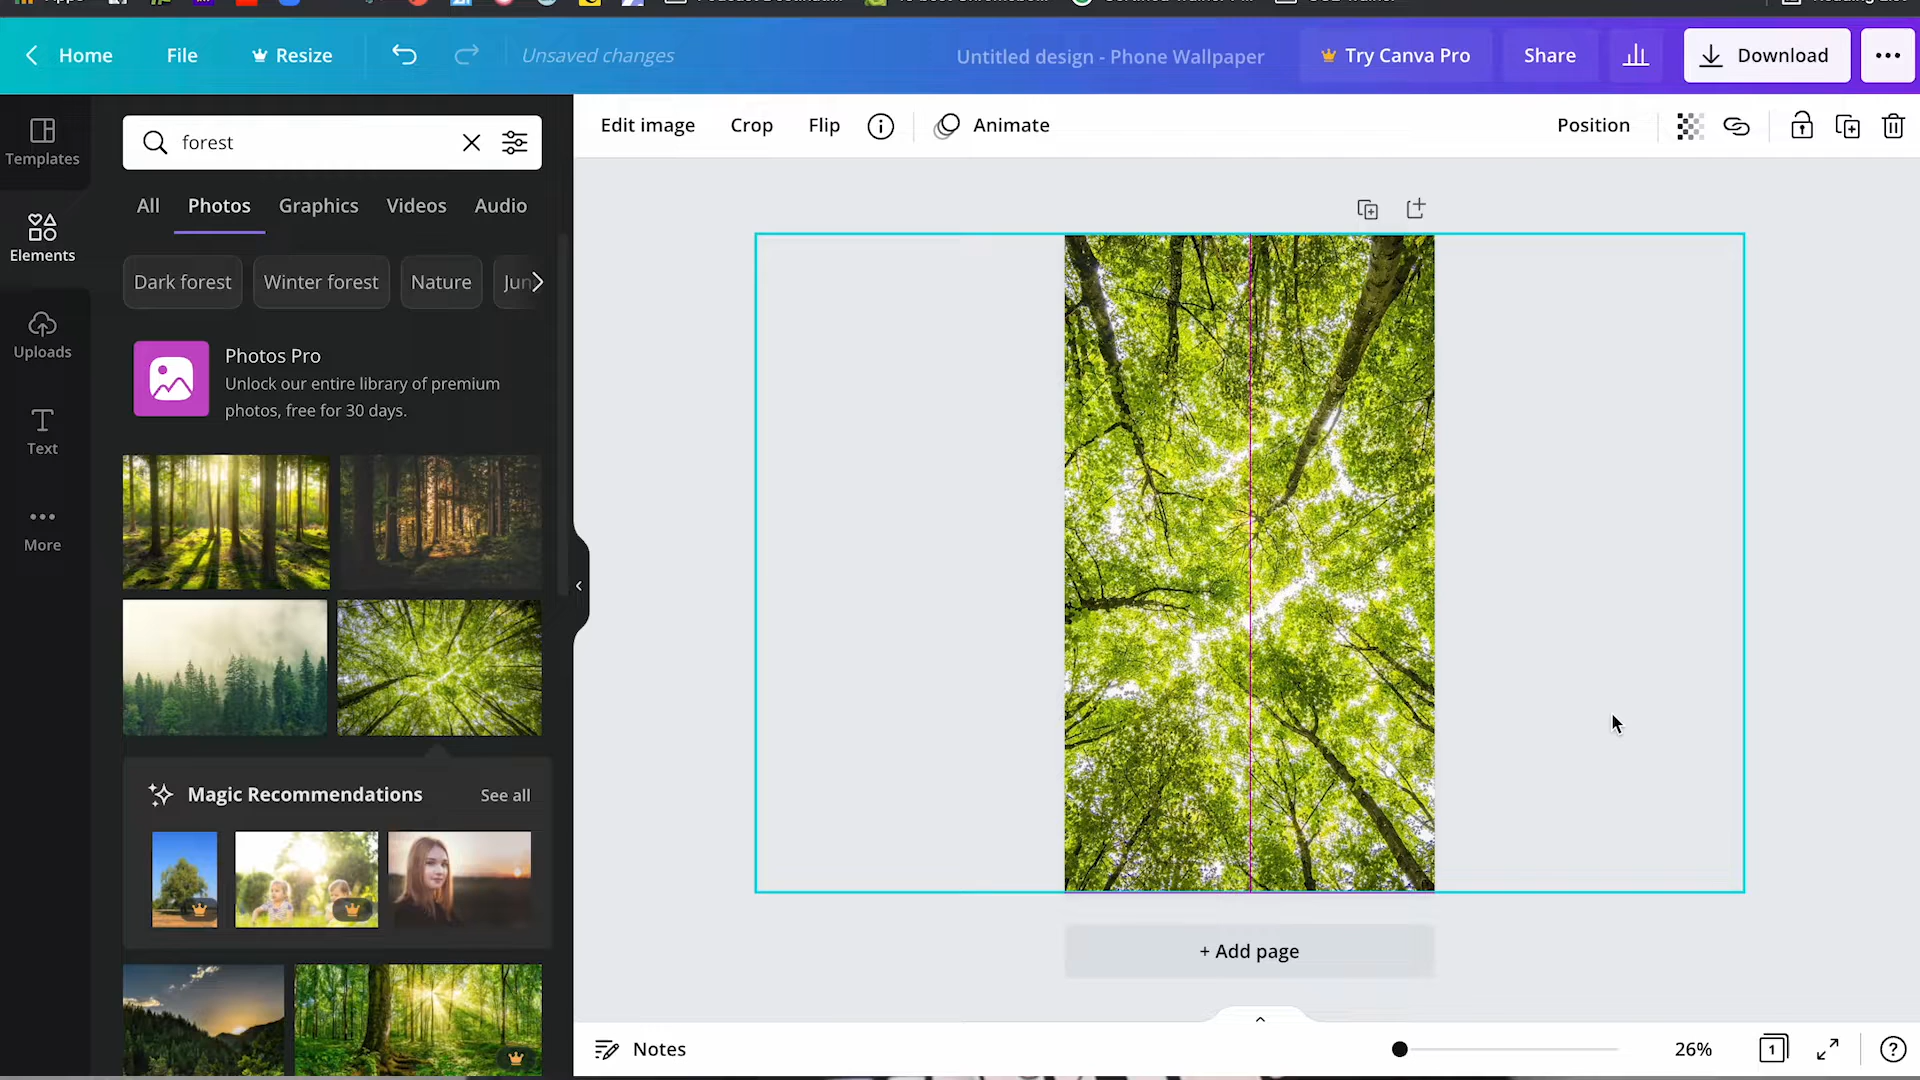 Home
File
Resize
Unsaved changes
Untitled design - Phone Wallpaper
Try Canva Pro
Share
Download
Templates
Elements
Uploads
Text
More
forest
All
Photos
Graphics
Videos
Audio
Dark forest
Winter forest
Nature
Jun
Photos Pro
Unlock our entire library of premium
photos, free for 30 days.
Magic Recommendations
See all
Edit image
Crop
Flip
Animate
Position
+ Add page
Notes
26%
1